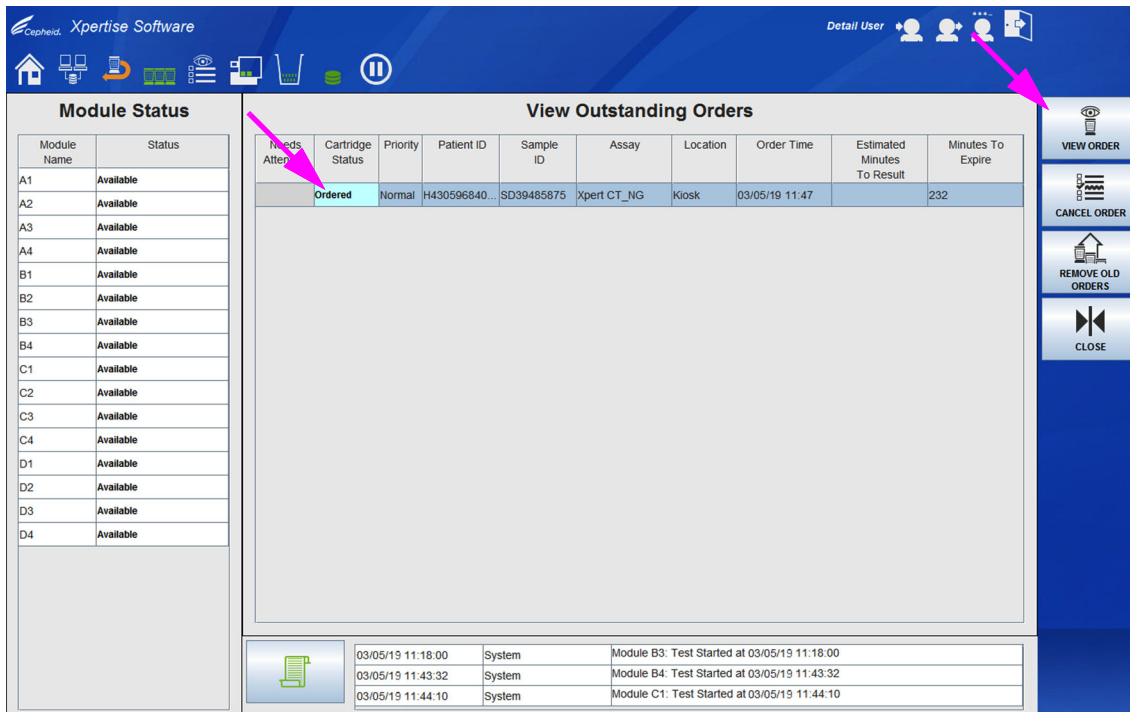 Cepheid. Xpertise Software
Detail User
Module Status
Module Name Status
A1 Available
A2 Available
A3 Available
A4 Available
B1 Available
B2 Available
B3 Available
B4 Available
C1 Available
C2 Available
C3 Available
C4 Available
D1 Available
D2 Available
D3 Available
D4 Available
View Outstanding Orders
Needs Cartridge Priority Patient ID Sample Assay Location Order Time Estimated Minutes To
Status ID Minutes Expire
To Result
Ordered Normal H430596840... SD39485875 Xpert CT_NG Kiosk 03/05/19 11:47 232
03/05/19 11:18:00 System Module B3: Test Started at 03/05/19 11:18:00
03/05/19 11:43:32 System Module B4: Test Started at 03/05/19 11:43:32
03/05/19 11:44:10 System Module C1: Test Started at 03/05/19 11:44:10
VIEW ORDER
CANCEL ORDER
REMOVE OLD
ORDERS
CLOSE